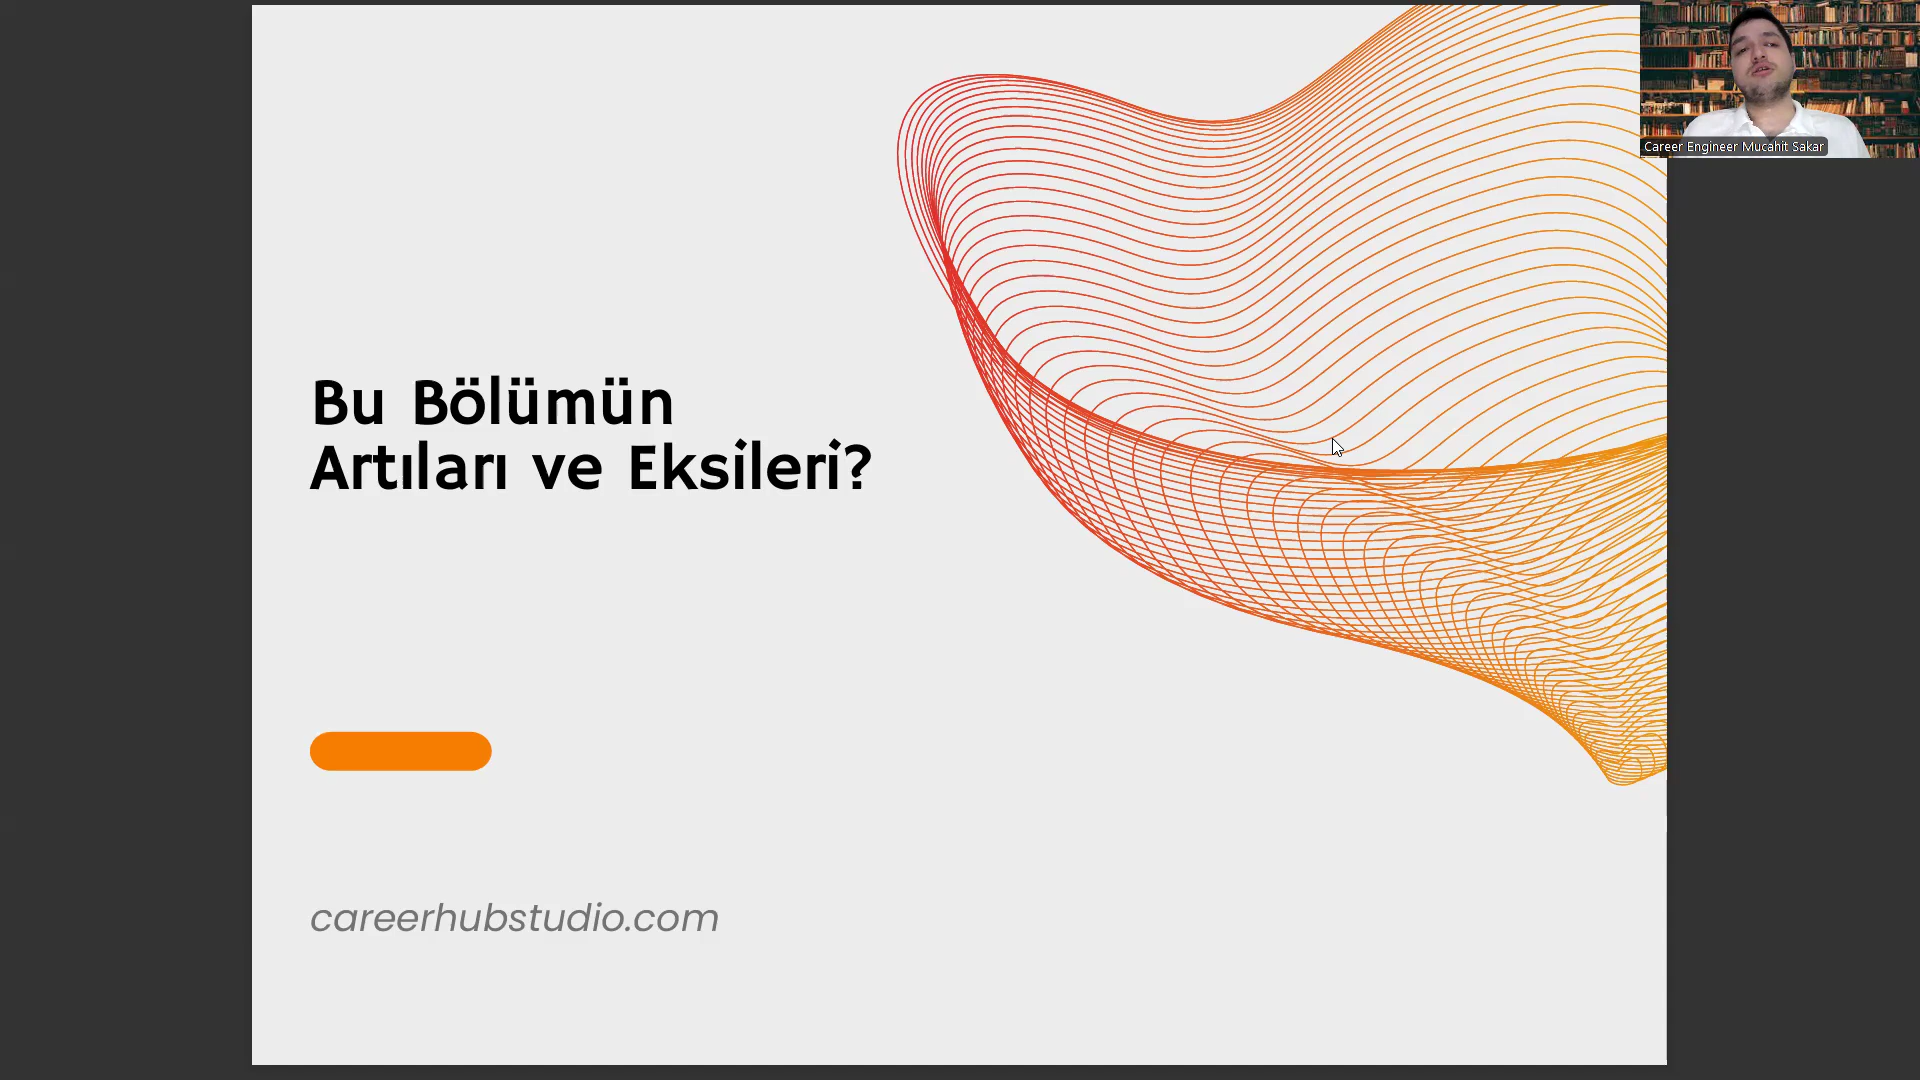 Bu Bölümün
Artıları ve Eksileri?
careerhubstudio.com
Career Engineer Mucahit Sakar